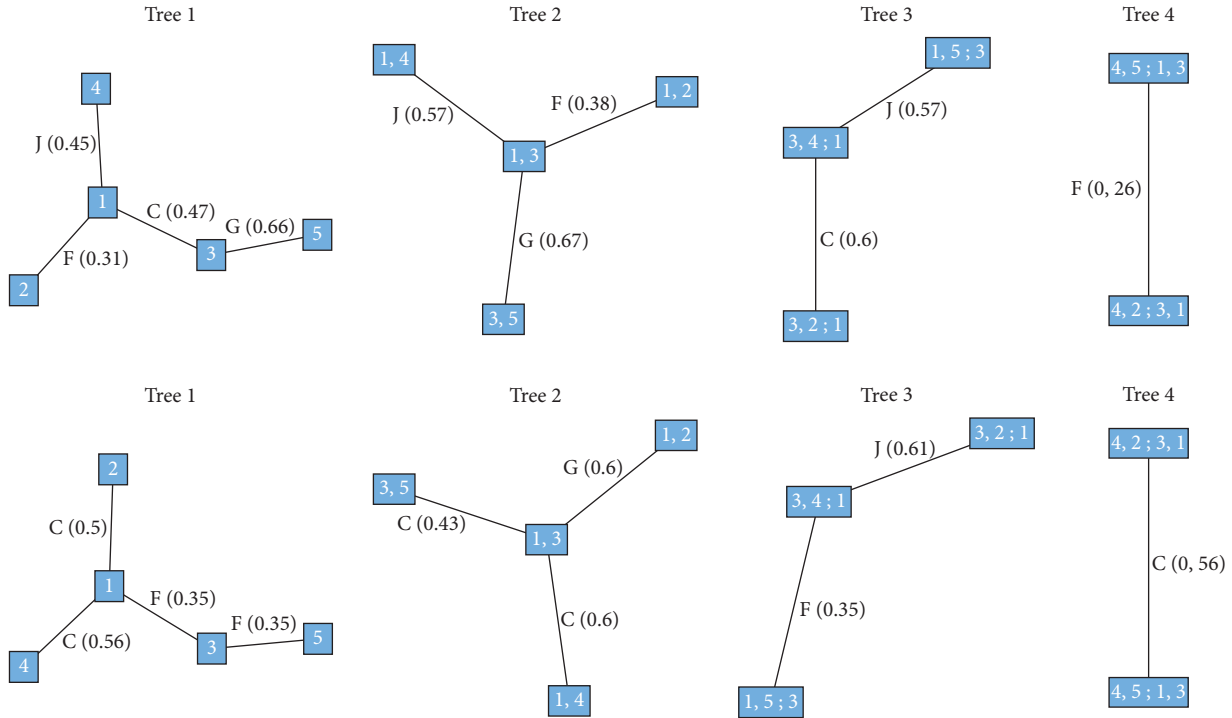 Tree 1
4
J (0.45)
1
C (0.47)
G (0.66)
5
3
F (0.31)
2
Tree 2
1, 4
1, 2
F (0.38)
J (0.57)
1, 3
G (0.67)
3, 5
Tree 3
1, 5 ; 3
J (0.57)
3, 4 ; 1
C (0.6)
3, 2 ; 1
Tree 4
4, 5 ; 1, 3
F (0, 26)
4, 2 ; 3, 1
Tree 1
2
C (0.5)
1
F (0.35)
F (0.35)
5
3
C (0.56)
4
Tree 2
1, 2
G (0.6)
3, 5
C (0.43)
1, 3
C (0.6)
1, 4
Tree 3
3, 2 ; 1
J (0.61)
3, 4 ; 1
F (0.35)
1, 5 ; 3
Tree 4
4, 2 ; 3, 1
C (0, 56)
4, 5 ; 1, 3